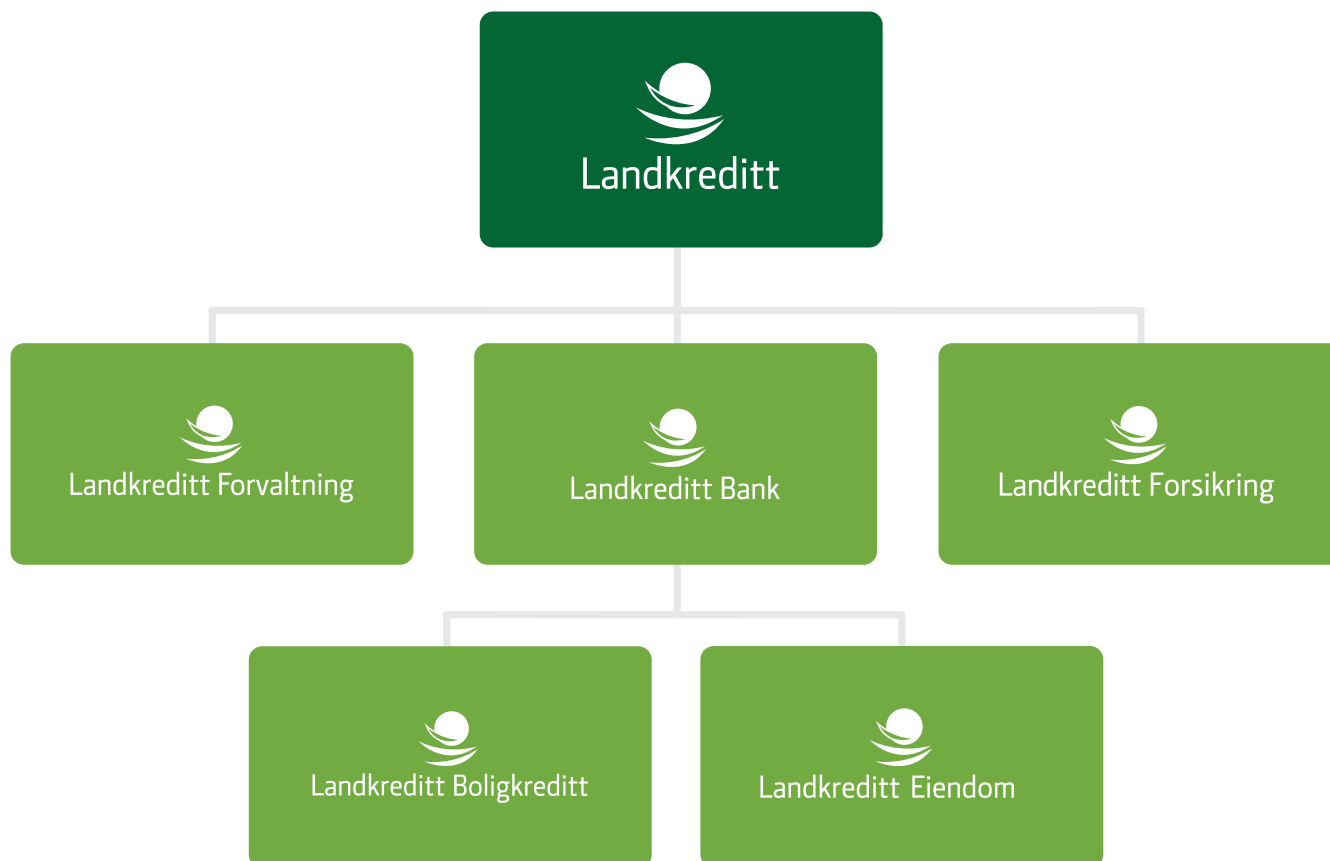 Landkreditt
Landkreditt Forvaltning
Landkreditt Bank
Landkreditt Forsikring
Landkreditt Boligkreditt
Landkreditt Eiendom